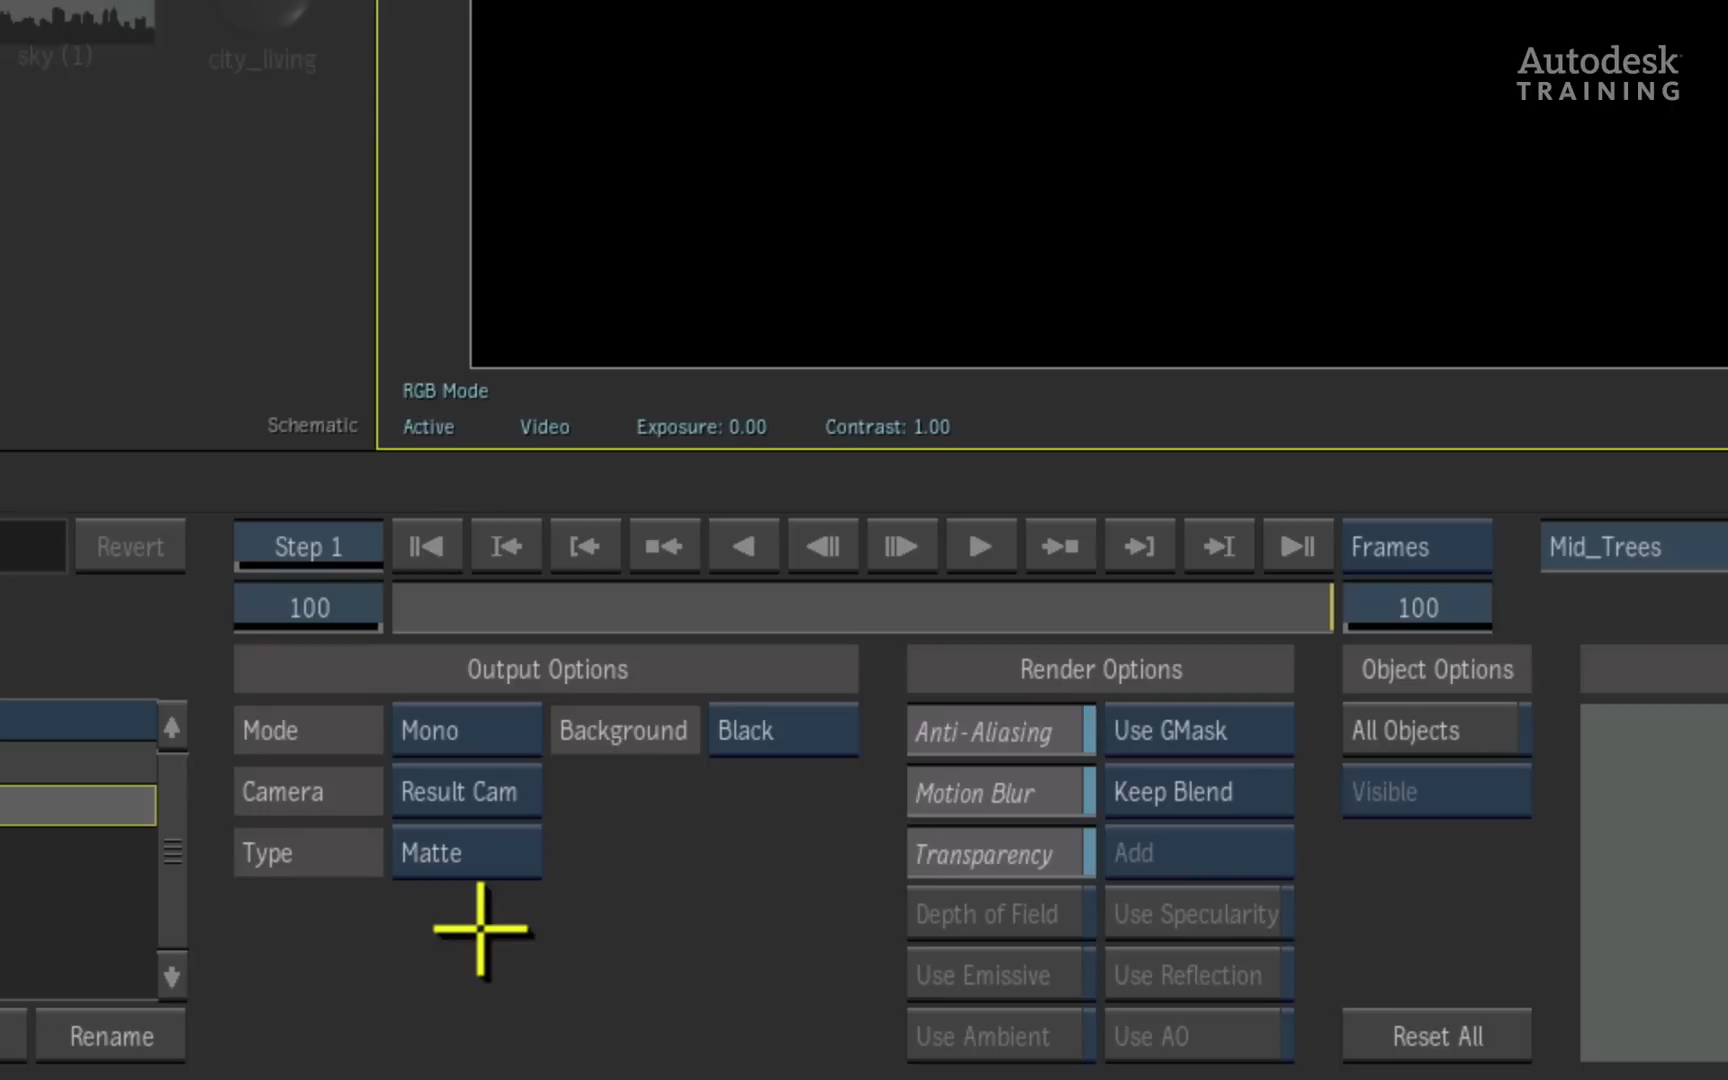 sky (1)
city_living
Autodesk
TRAINING
RGB Mode
Schematic
Active
Video
Exposure: 0.00
Contrast: 1.00
Revert
Step 1
Frames
Mid_Trees
100
100
Output Options
Render Options
Object Options
Mode
Mono
Background
Black
Anti-Aliasing
Use GMask
All Objects
Camera
Result Cam
Motion Blur
Keep Blend
Visible
Type
Matte
Transparency
Add
Depth of Field
Use Specularity
Use Emissive
Use Reflection
Rename
Use Ambient
Use AO
Reset All